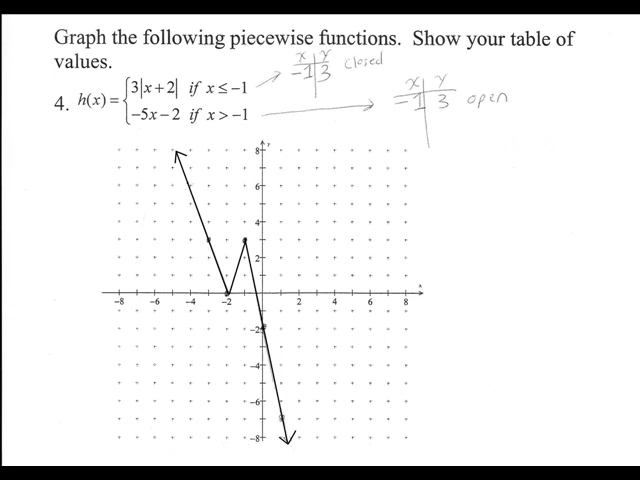 Graph the following piecewise functions. Show your table of
values.
x y
-1 3 closed
4. h(x) = { 3|x + 2| if x ≤ -1
-5x - 2 if x > -1
x y
-1 3 open
y
8
6
4
2
x
-8 -6 -4 -2 2 4 6 8
-2
-4
-6
-8